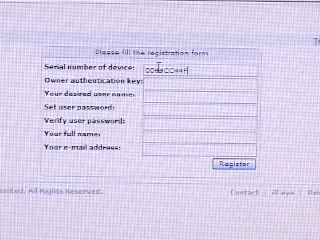 Please fill the registration form
Serial number of device:
Owner authentication key:
Your desired user name:
Set user password:
Verify user password:
Your full name:
Your e-mail address:
Register
United, All Rights Reserved.
Contact